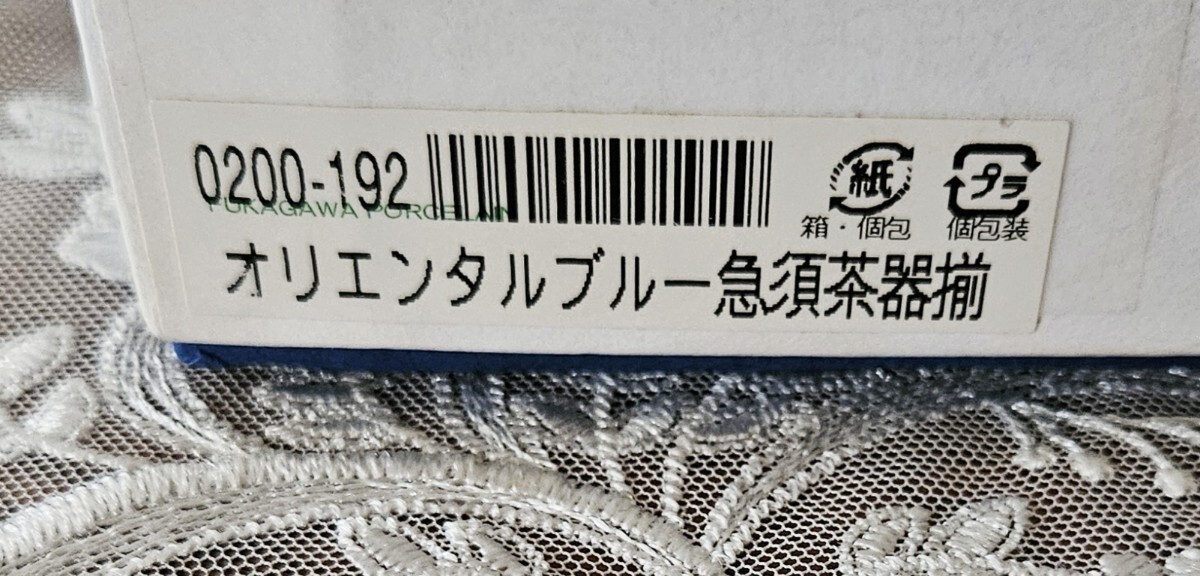 0200-192
FUKAGAWA PORCELAIN
紙
プラ
箱・個包
個包装
オリエンタルブルー急須茶器揃